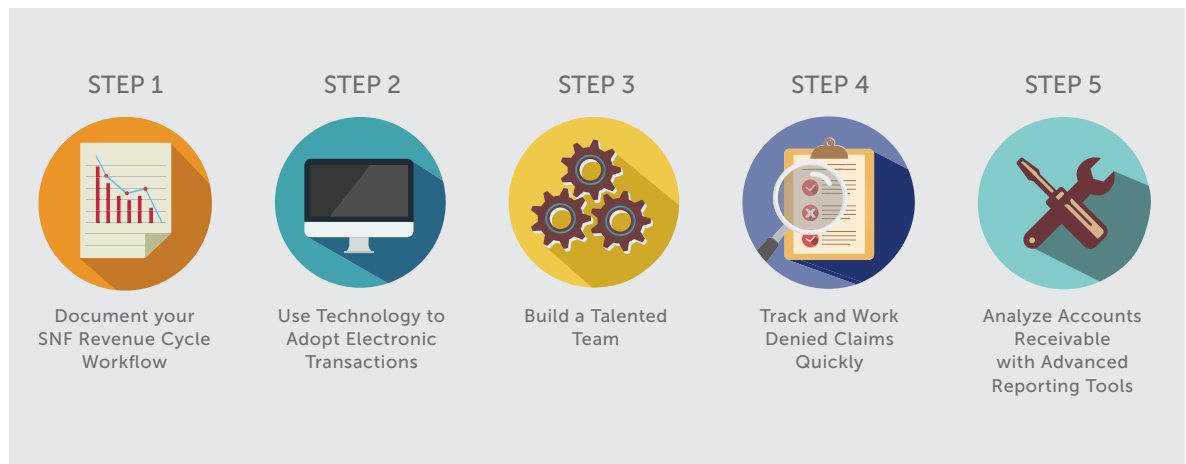 STEP 1
Document your
SNF Revenue Cycle
Workflow
STEP 2
Use Technology to
Adopt Electronic
Transactions
STEP 3
Build a Talented
Team
STEP 4
Track and Work
Denied Claims
Quickly
STEP 5
Analyze Accounts
Receivable
with Advanced
Reporting Tools